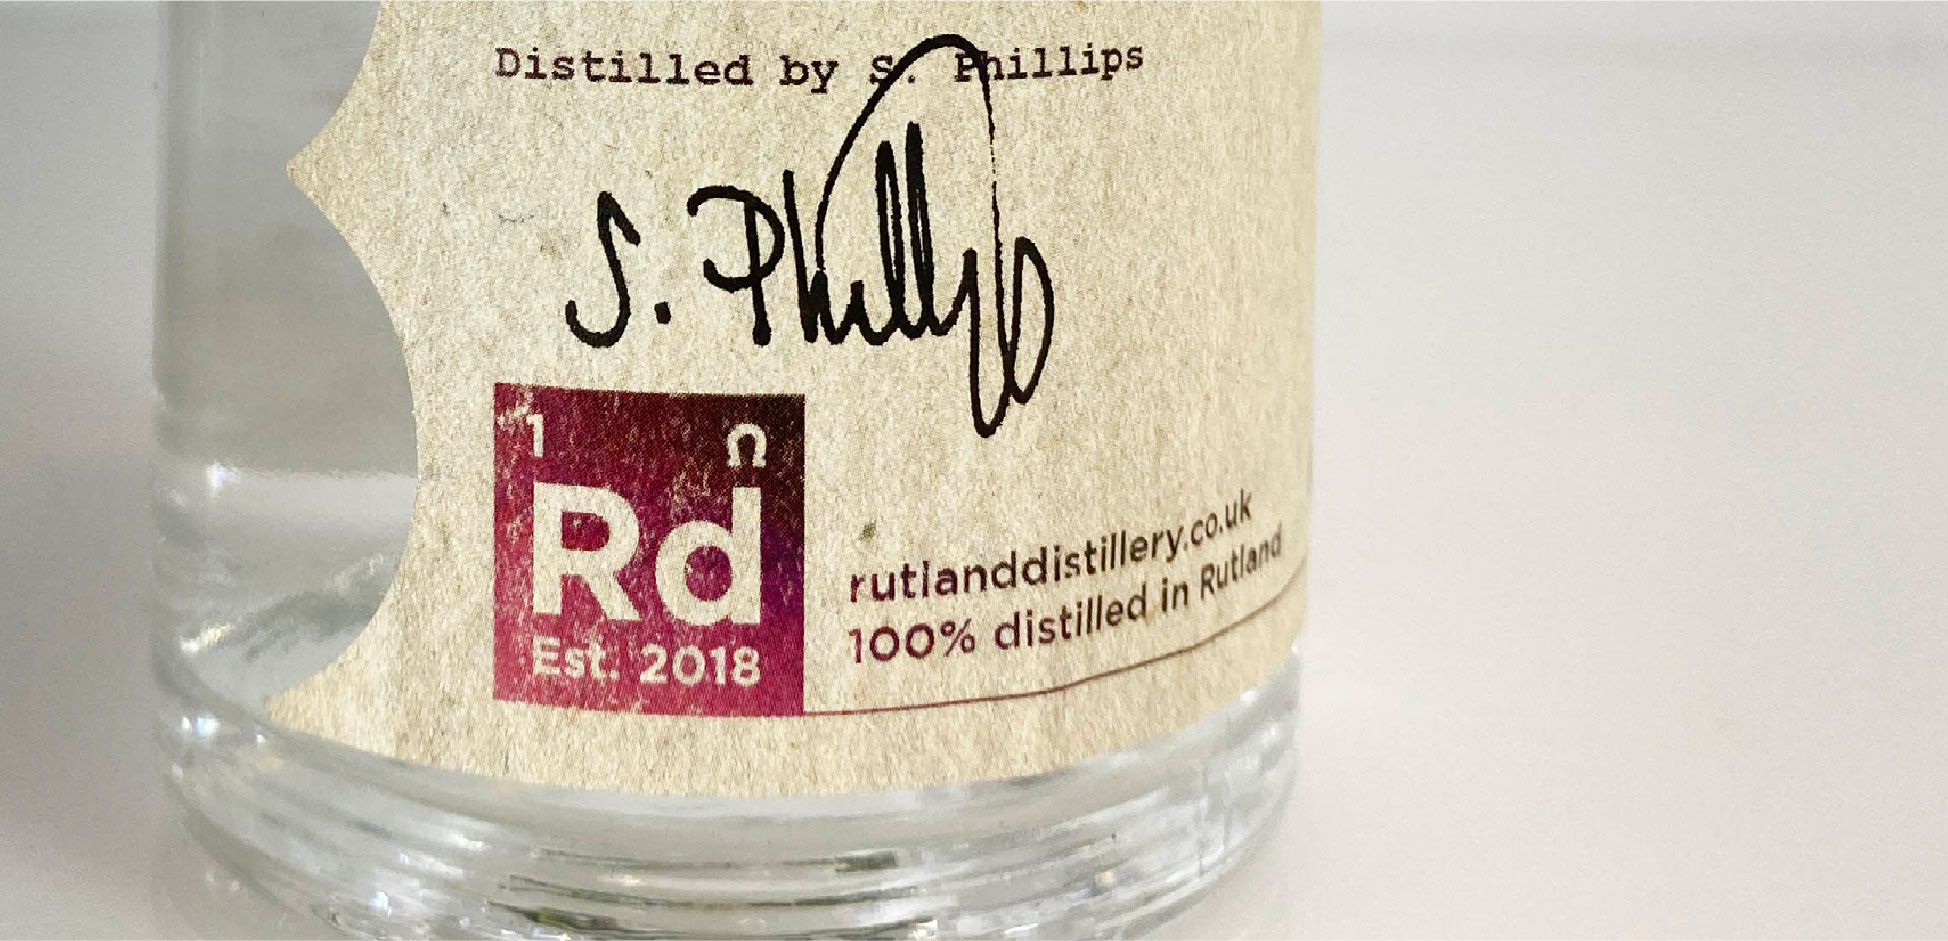 Distilled by S. Phillips
S. Phillips
1 Ω
Rd
Est. 2018
rutlanddistillery.co.uk
100% distilled in Rutland